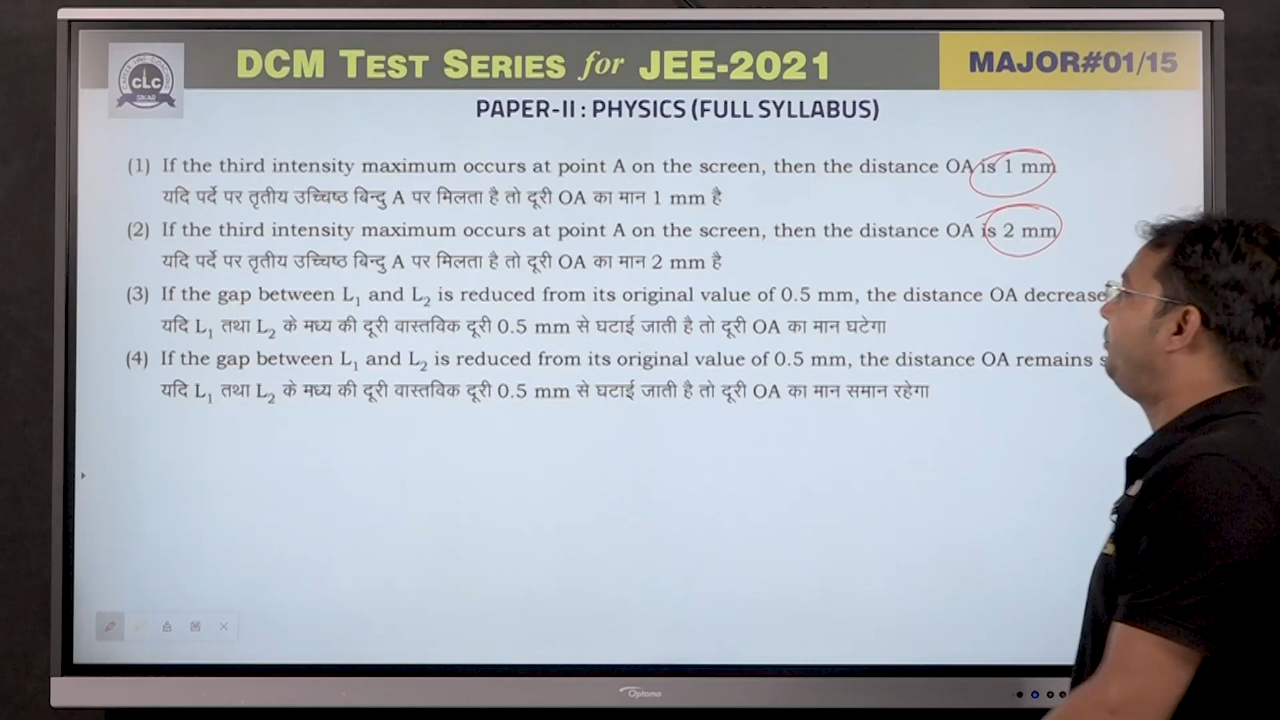 DCM TEST SERIES for JEE-2021
MAJOR#01/15
CLC
SIKAR
PAPER-II : PHYSICS (FULL SYLLABUS)
(1) If the third intensity maximum occurs at point A on the screen, then the distance OA is 1 mm
यदि पर्दे पर तृतीय उच्चिष्ठ बिन्दु A पर मिलता है तो दूरी OA का मान 1 mm है
(2) If the third intensity maximum occurs at point A on the screen, then the distance OA is 2 mm
यदि पर्दे पर तृतीय उच्चिष्ठ बिन्दु A पर मिलता है तो दूरी OA का मान 2 mm है
(3) If the gap between L₁ and L₂ is reduced from its original value of 0.5 mm, the distance OA decrease
यदि L₁ तथा L₂ के मध्य की दूरी वास्तविक दूरी 0.5 mm से घटाई जाती है तो दूरी OA का मान घटेगा
(4) If the gap between L₁ and L₂ is reduced from its original value of 0.5 mm, the distance OA remains s
यदि L₁ तथा L₂ के मध्य की दूरी वास्तविक दूरी 0.5 mm से घटाई जाती है तो दूरी OA का मान समान रहेगा
Optoma